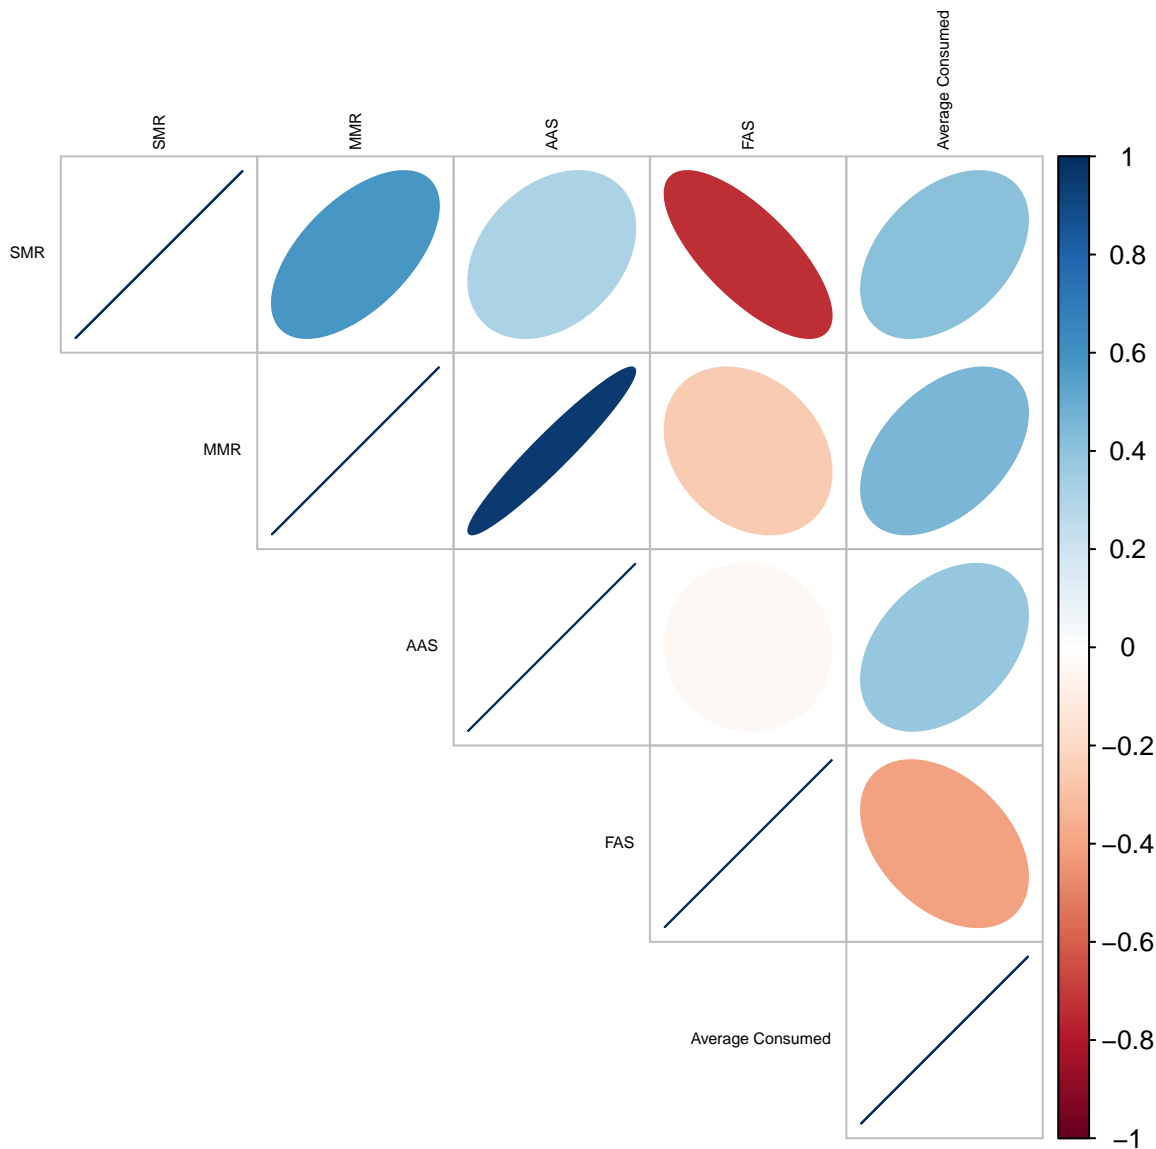 SMR
MMR
AAS
FAS
Average Consumed
SMR
MMR
AAS
FAS
Average Consumed
1
0.8
0.6
0.4
0.2
0
−0.2
−0.4
−0.6
−0.8
−1